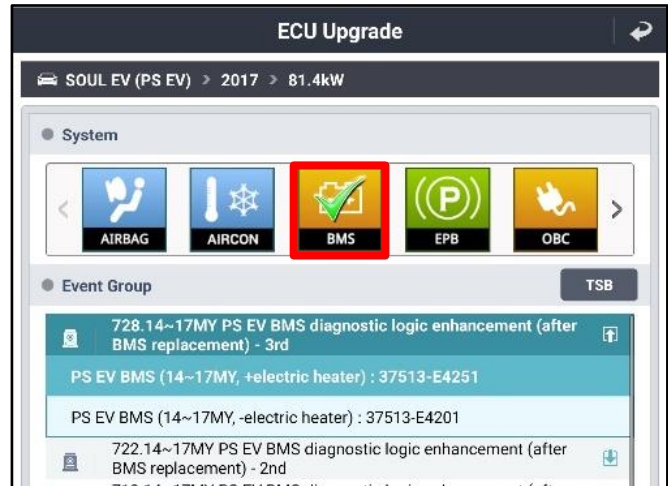 ECU Upgrade
SOUL EV (PS EV) > 2017 > 81.4kW
System
AIRBAG
AIRCON
BMS
(P)
EPB
OBC
Event Group
TSB
728.14~17MY PS EV BMS diagnostic logic enhancement (after
BMS replacement) - 3rd
PS EV BMS (14~17MY, +electric heater) : 37513-E4251
PS EV BMS (14~17MY, -electric heater) : 37513-E4201
722.14~17MY PS EV BMS diagnostic logic enhancement (after
BMS replacement) - 2nd